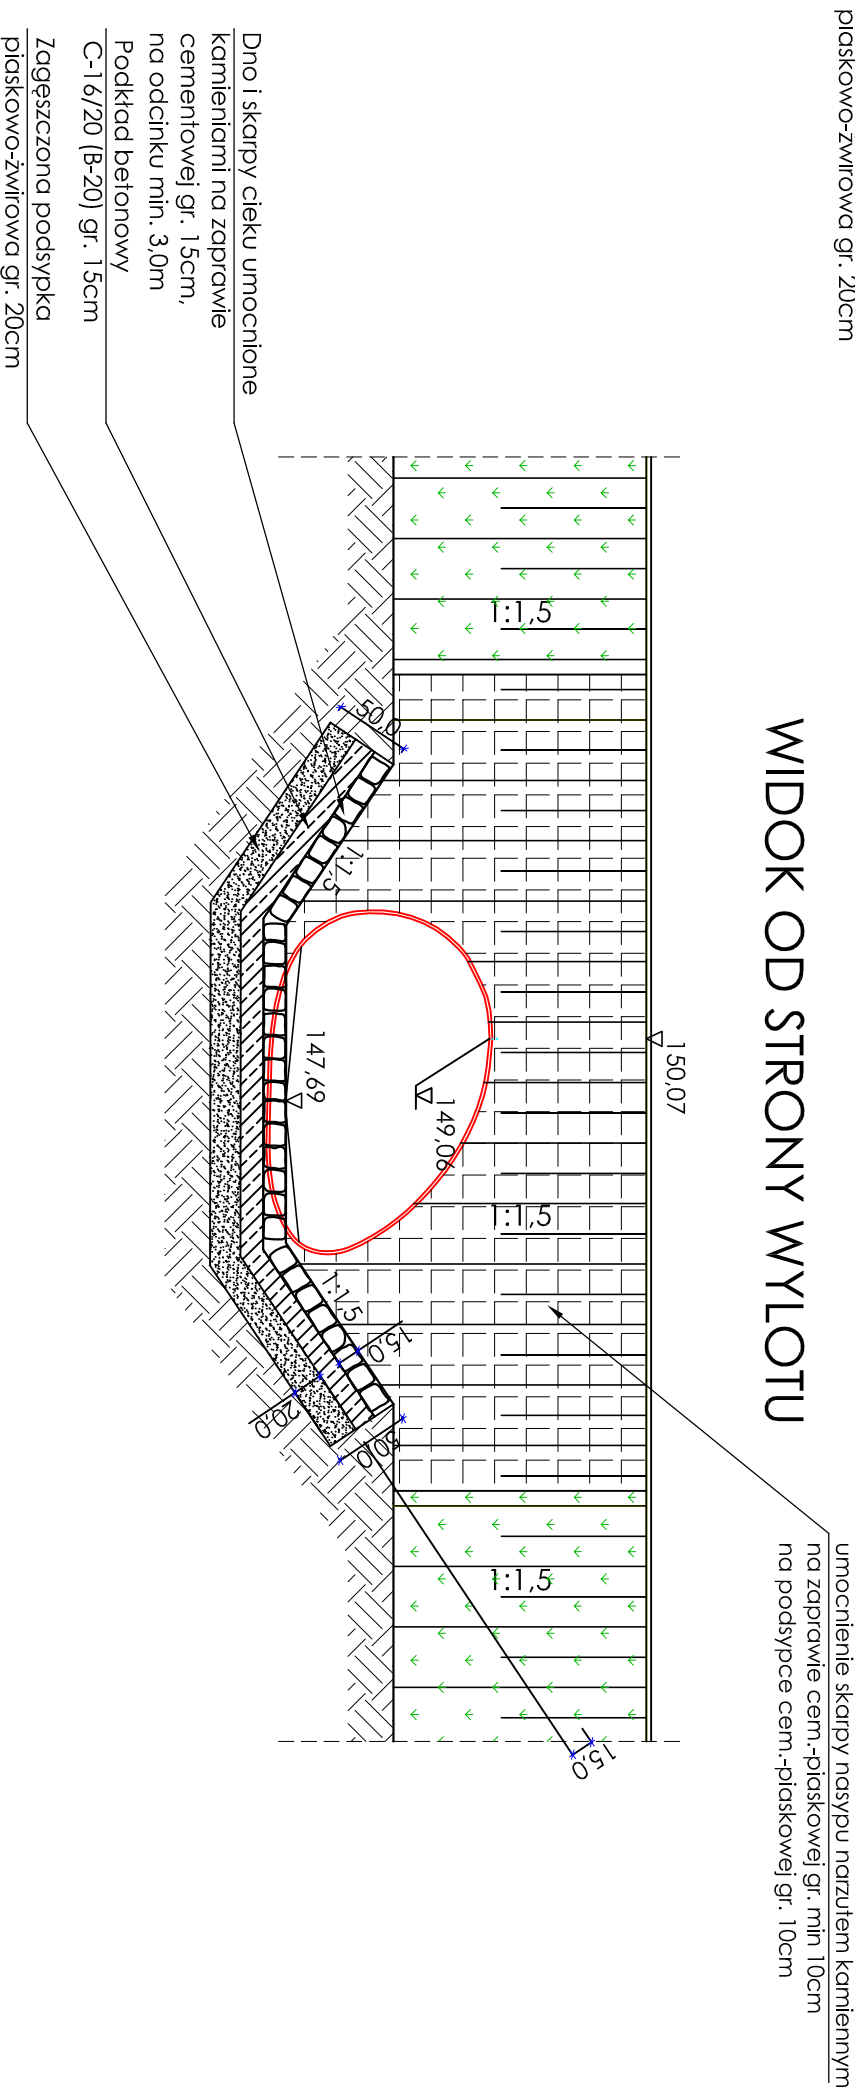 piaskowo-żwirowa gr. 20cm
WIDOK OD STRONY WYLOTU
umocnienie skarpy nasypu narzutem kamiennym
na zaprawie cem.-piaskowej gr. min 10cm
na podsypce cem.-piaskowej gr. 10cm
150,07
1:1,5
1:1,5
1:1,5
149,06
147,69
50,0
1:1,5
1:1,5
15,0
20,0
50,0
15,0
Dno i skarpy cieku umocnione
kamieniami na zaprawie
cementowej gr. 15cm,
na odcinku min. 3,0m
Podkład betonowy
C-16/20 (B-20) gr. 15cm
Zagęszczona podsypka
piaskowo-żwirowa gr. 20cm